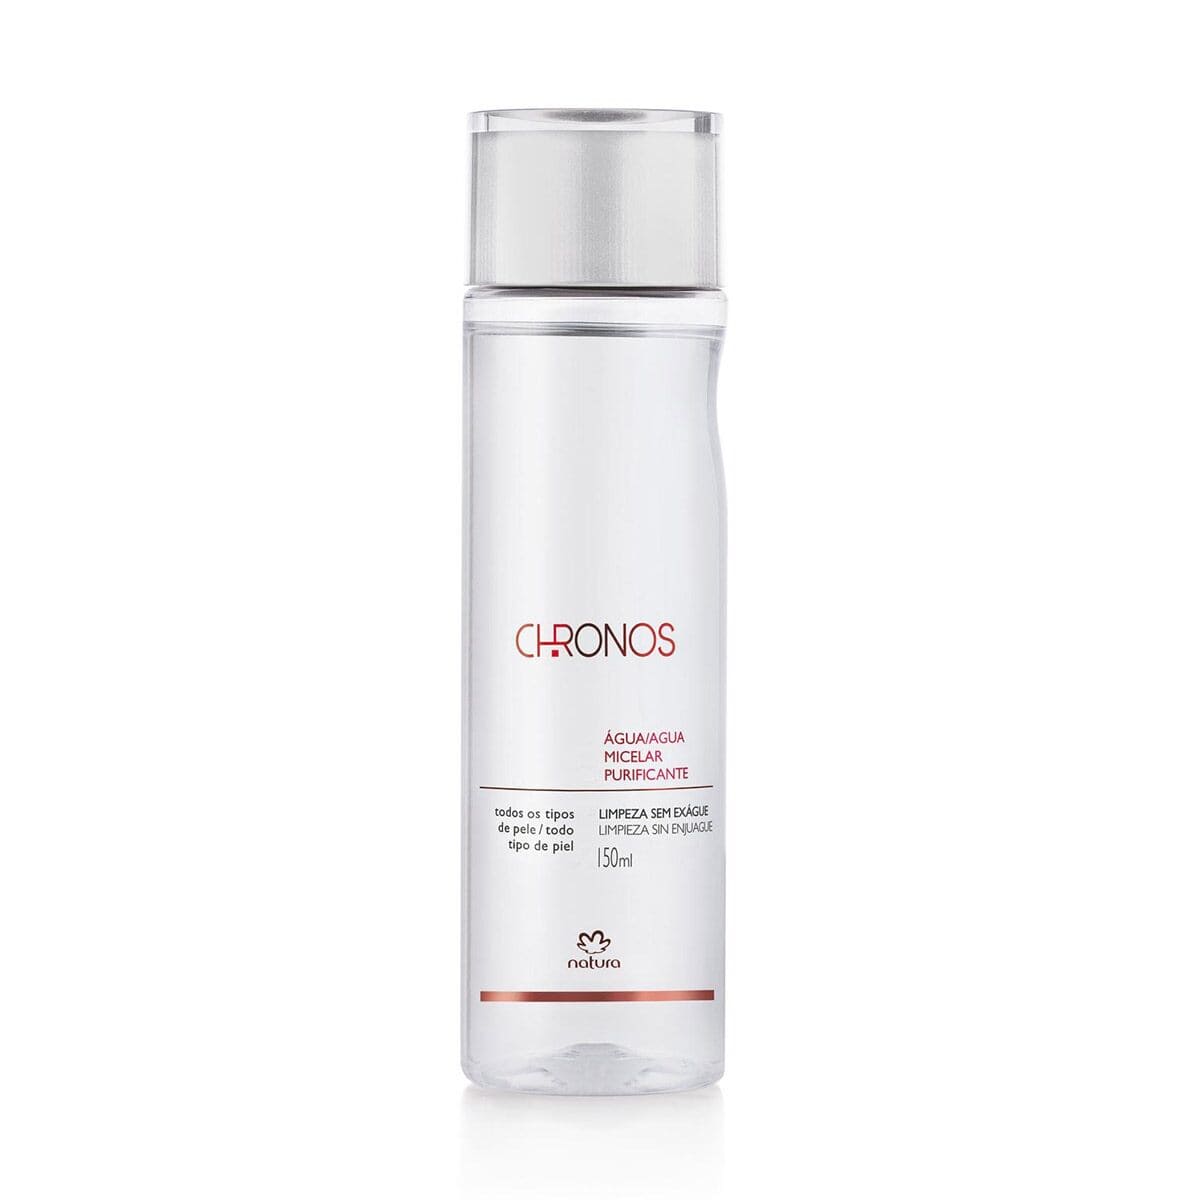 CHRONOS
ÁGUA/AGUA
MICELAR
PURIFICANTE
todos os tipos
de pele / todo
tipo de piel
LIMPEZA SEM EXÁGUE
LIMPIEZA SIN ENJUAGUE
150ml
natura